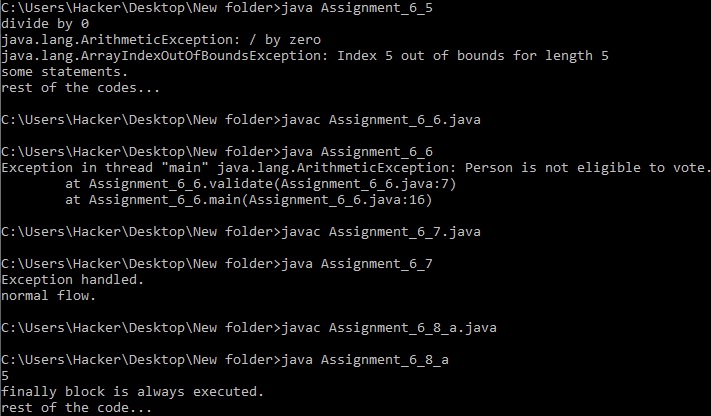 C:\Users\Hacker\Desktop\New folder>java Assignment_6_5
divide by 0
java.lang.ArithmeticException: / by zero
java.lang.ArrayIndexOutOfBoundsException: Index 5 out of bounds for length 5
some statements.
rest of the codes...
C:\Users\Hacker\Desktop\New folder>javac Assignment_6_6.java
C:\Users\Hacker\Desktop\New folder>java Assignment_6_6
Exception in thread "main" java.lang.ArithmeticException: Person is not eligible to vote.
        at Assignment_6_6.validate(Assignment_6_6.java:7)
        at Assignment_6_6.main(Assignment_6_6.java:16)
C:\Users\Hacker\Desktop\New folder>javac Assignment_6_7.java
C:\Users\Hacker\Desktop\New folder>java Assignment_6_7
Exception handled.
normal flow.
C:\Users\Hacker\Desktop\New folder>javac Assignment_6_8_a.java
C:\Users\Hacker\Desktop\New folder>java Assignment_6_8_a
5
finally block is always executed.
rest of the code...